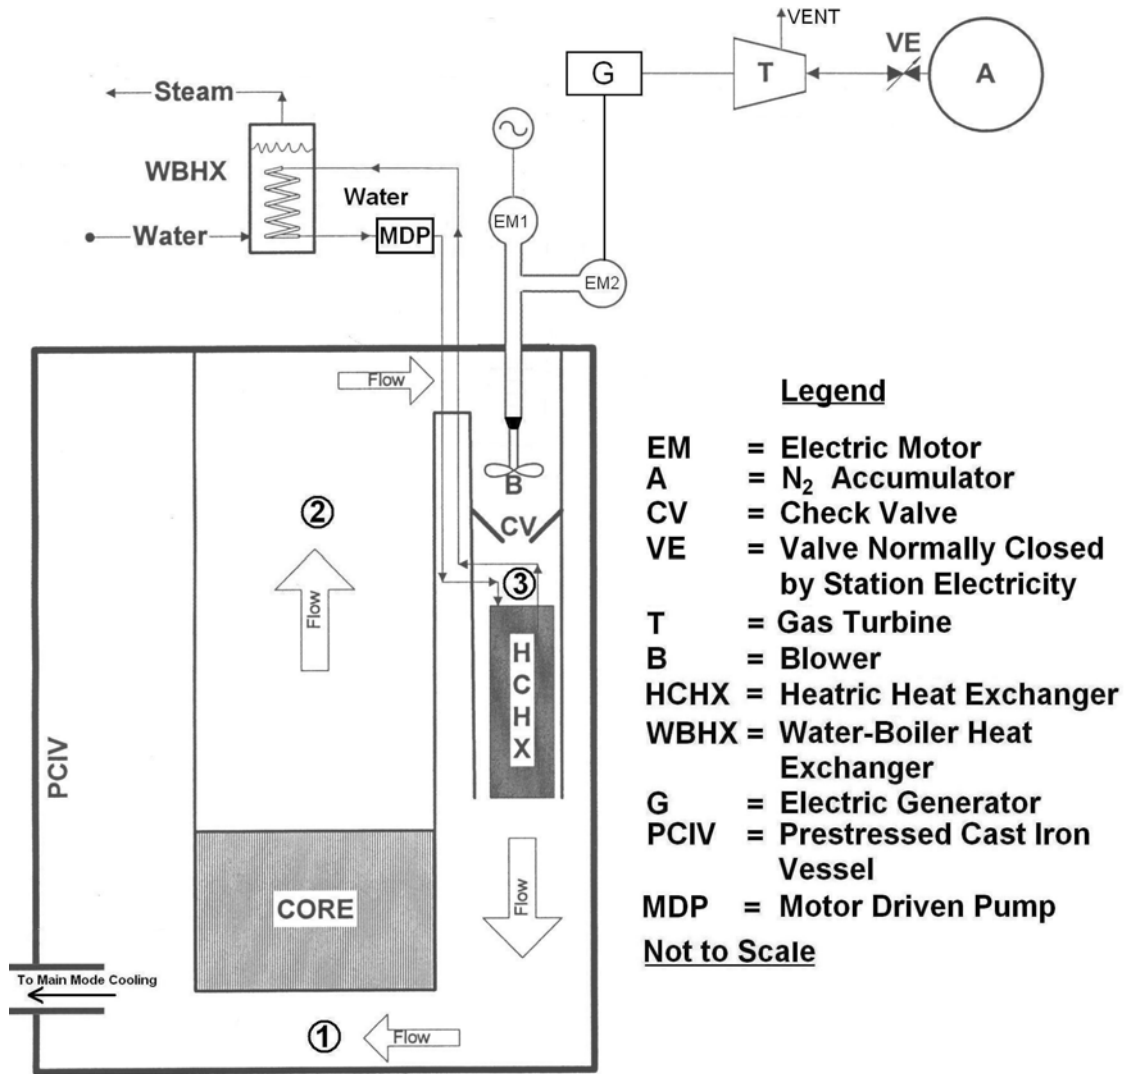 VENT
VE
G
T
A
Steam
WBHX
Water
EM1
Water
MDP
EM2
Flow
B
CV
②
③
Flow
HCHX
PCIV
CORE
Flow
To Main Mode Cooling
①
Flow
Legend
EM = Electric Motor
A = N₂ Accumulator
CV = Check Valve
VE = Valve Normally Closed
by Station Electricity
T = Gas Turbine
B = Blower
HCHX = Heatric Heat Exchanger
WBHX = Water-Boiler Heat
Exchanger
G = Electric Generator
PCIV = Prestressed Cast Iron
Vessel
MDP = Motor Driven Pump
Not to Scale